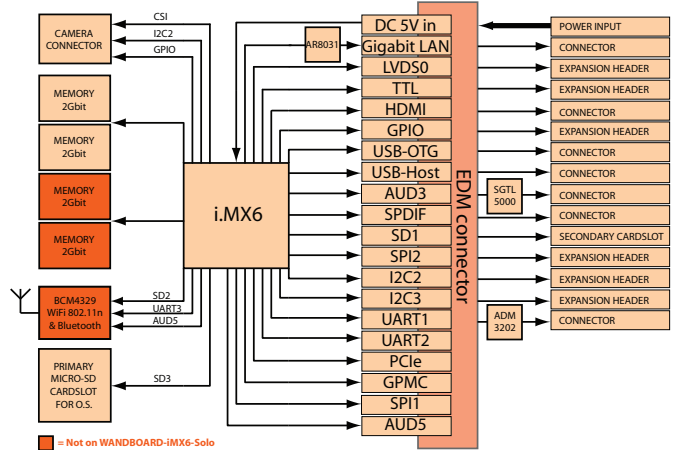 CAMERA
CONNECTOR
CSI
I2C2
GPIO
MEMORY
2Gbit
MEMORY
2Gbit
MEMORY
2Gbit
MEMORY
2Gbit
BCM4329
WiFi 802.11n
& Bluetooth
SD2
UART3
AUD5
PRIMARY
MICRO-SD
CARDSLOT
FOR O.S.
SD3
= Not on WANDBOARD-iMX6-Solo
i.MX6
AR8031
DC 5V in
Gigabit LAN
LVDS0
TTL
HDMI
GPIO
USB-OTG
USB-Host
AUD3
SPDIF
SD1
SPI2
I2C2
I2C3
UART1
UART2
PCIe
GPMC
SPI1
AUD5
EDM connector
SGTL
5000
ADM
3202
POWER INPUT
CONNECTOR
EXPANSION HEADER
EXPANSION HEADER
CONNECTOR
EXPANSION HEADER
CONNECTOR
CONNECTOR
CONNECTOR
CONNECTOR
SECONDARY CARDSLOT
EXPANSION HEADER
EXPANSION HEADER
EXPANSION HEADER
CONNECTOR